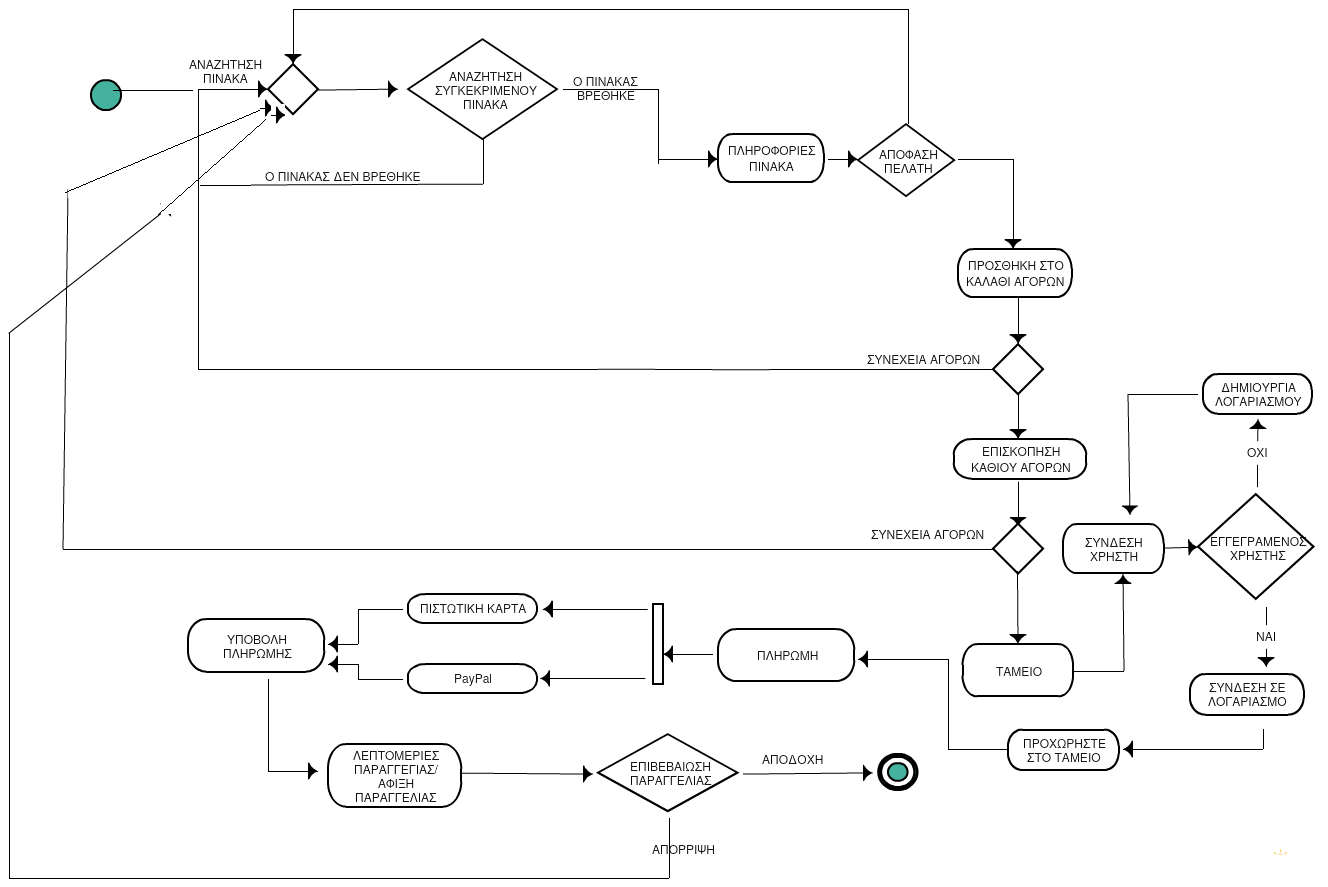 ΑΝΑΖΗΤΗΣΗ
ΠΙΝΑΚΑ
ΑΝΑΖΗΤΗΣΗ
ΣΥΓΚΕΚΡΙΜΕΝΟΥ
ΠΙΝΑΚΑ
Ο ΠΙΝΑΚΑΣ
ΒΡΕΘΗΚΕ
Ο ΠΙΝΑΚΑΣ ΔΕΝ ΒΡΕΘΗΚΕ
ΠΛΗΡΟΦΟΡΙΕΣ
ΠΙΝΑΚΑ
ΑΠΟΦΑΣΗ
ΠΕΛΑΤΗ
ΠΡΟΣΘΗΚΗ ΣΤΟ
ΚΑΛΑΘΙ ΑΓΟΡΩΝ
ΣΥΝΕΧΕΙΑ ΑΓΟΡΩΝ
ΕΠΙΣΚΟΠΗΣΗ
ΚΑΘΙΟΥ ΑΓΟΡΩΝ
ΣΥΝΕΧΕΙΑ ΑΓΟΡΩΝ
ΔΗΜΙΟΥΡΓΙΑ
ΛΟΓΑΡΙΑΣΜΟΥ
ΟΧΙ
ΣΥΝΔΕΣΗ
ΧΡΗΣΤΗ
ΕΓΓΕΓΡΑΜΕΝΟΣ
ΧΡΗΣΤΗΣ
ΝΑΙ
ΣΥΝΔΕΣΗ ΣΕ
ΛΟΓΑΡΙΑΣΜΟ
ΤΑΜΕΙΟ
ΠΡΟΧΩΡΗΣΤΕ
ΣΤΟ ΤΑΜΕΙΟ
ΠΛΗΡΩΜΗ
ΠΙΣΤΩΤΙΚΗ ΚΑΡΤΑ
PayPal
ΥΠΟΒΟΛΗ
ΠΛΗΡΩΜΗΣ
ΛΕΠΤΟΜΕΡΙΕΣ
ΠΑΡΑΓΓΕΓΙΑΣ/
ΑΦΙΞΗ
ΠΑΡΑΓΓΕΛΙΑΣ
ΕΠΙΒΕΒΑΙΩΣΗ
ΠΑΡΑΓΓΕΛΙΑΣ
ΑΠΟΔΟΧΗ
ΑΠΟΡΡΙΨΗ